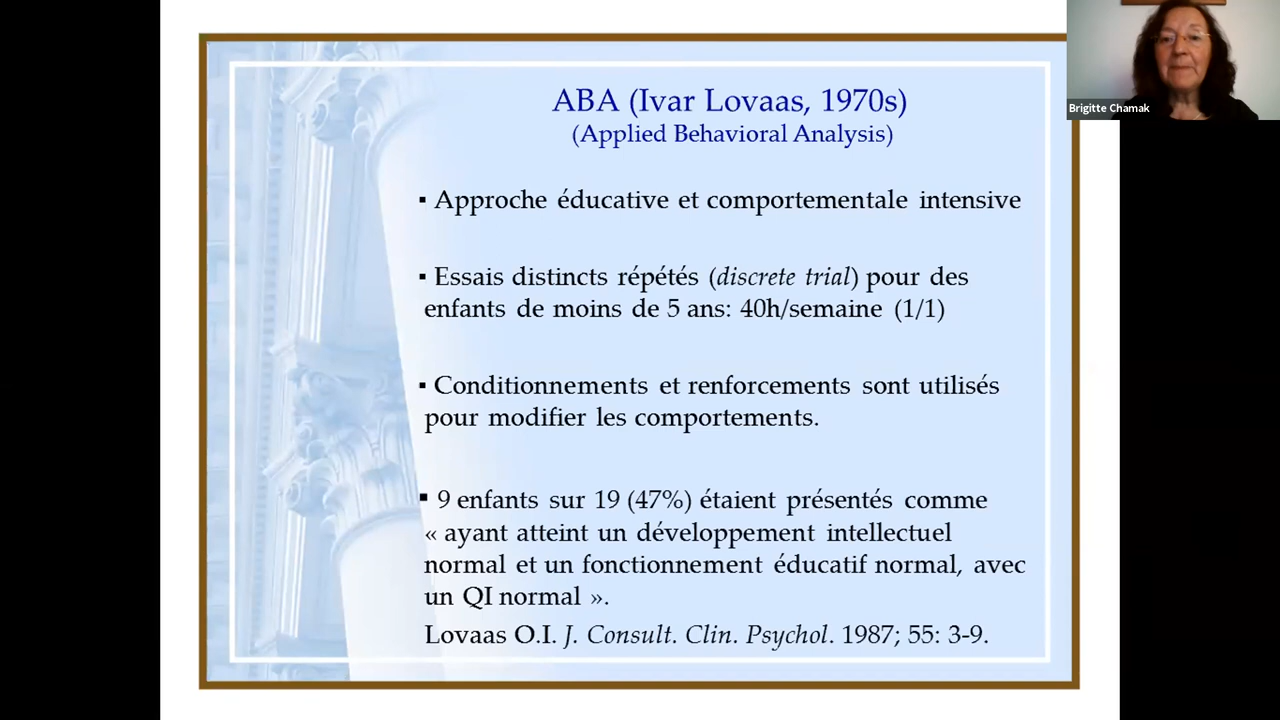 ABA (Ivar Lovaas, 1970s)
(Applied Behavioral Analysis)
▪ Approche éducative et comportementale intensive
▪ Essais distincts répétés (discrete trial) pour des
enfants de moins de 5 ans: 40h/semaine (1/1)
▪ Conditionnements et renforcements sont utilisés
pour modifier les comportements.
▪ 9 enfants sur 19 (47%) étaient présentés comme
« ayant atteint un développement intellectuel
normal et un fonctionnement éducatif normal, avec
un QI normal ».
Lovaas O.I. J. Consult. Clin. Psychol. 1987; 55: 3-9.
Brigitte Chamak